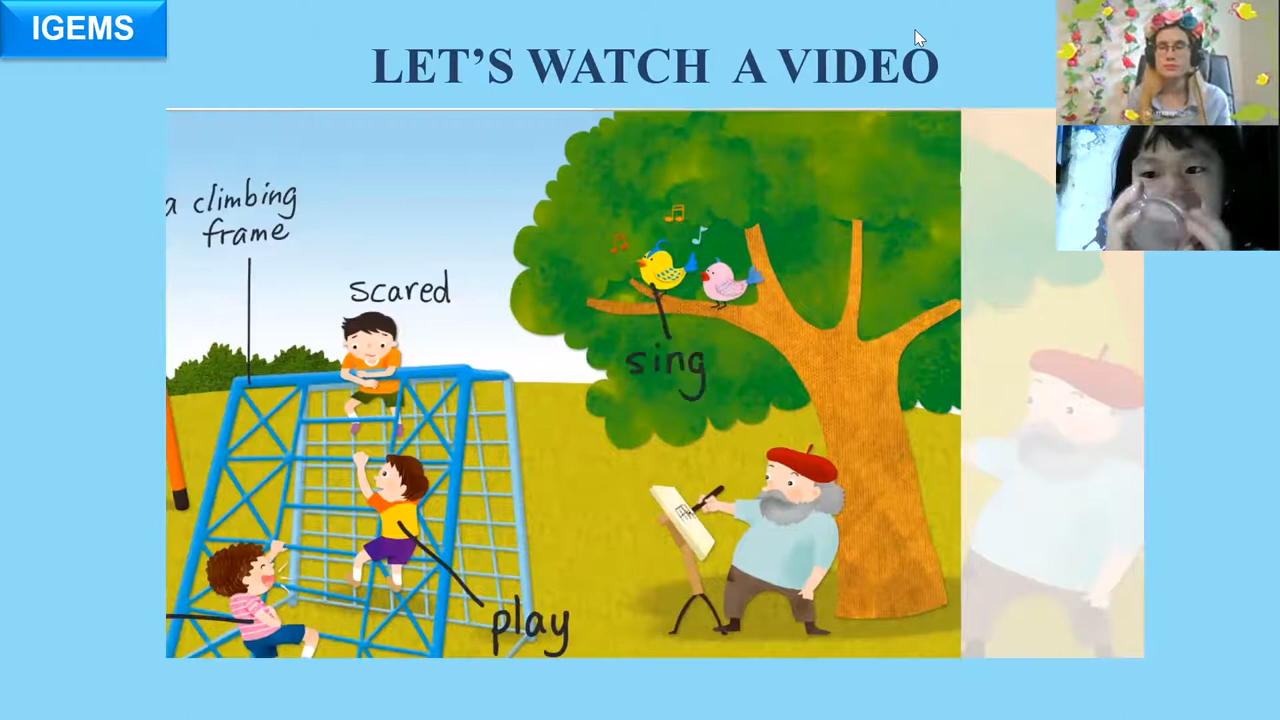 IGEMS
LET'S WATCH A VIDEO
a climbing
frame
scared
sing
play